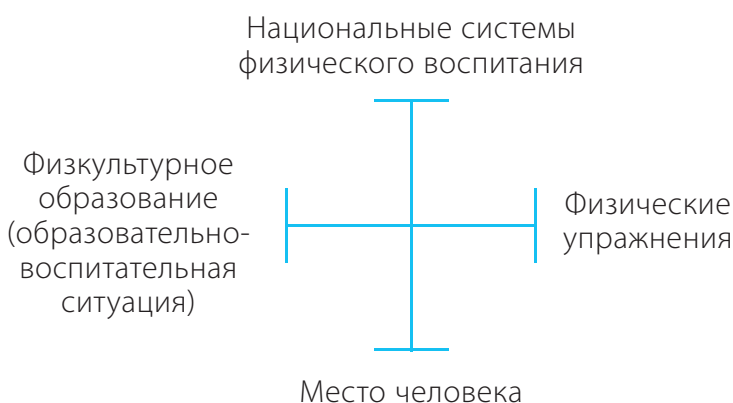 Национальные системы
физического воспитания
Физкультурное
образование
(образовательно-
воспитательная
ситуация)
Физические
упражнения
Место человека